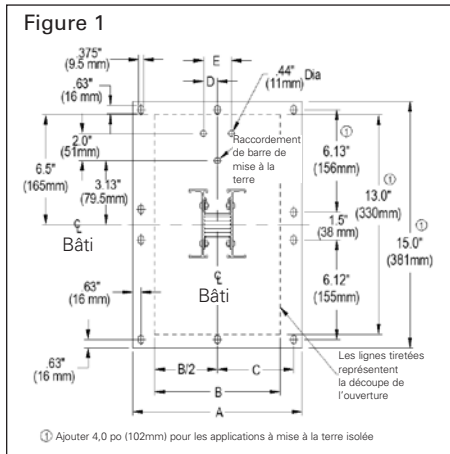 Figure 1
.375"
(9.5 mm)
.63"
(16 mm)
E
D
.44" Dia
(11mm)
2.0"
(51mm)
6.5"
(165mm)
3.13"
(79.5mm)
Raccordement
de barre de
mise à la
terre
①
6.13"
(156mm)
①
13.0"
(330mm)
①
15.0"
(381mm)
1.5"
(38 mm)
℄
Bâti
℄
Bâti
6.12"
(155mm)
.63"
(16 mm)
.63"
(16 mm)
B/2
C
B
A
Les lignes tiretées
représentent
la découpe de
l'ouverture
① Ajouter 4,0 po (102mm) pour les applications à mise à la terre isolée